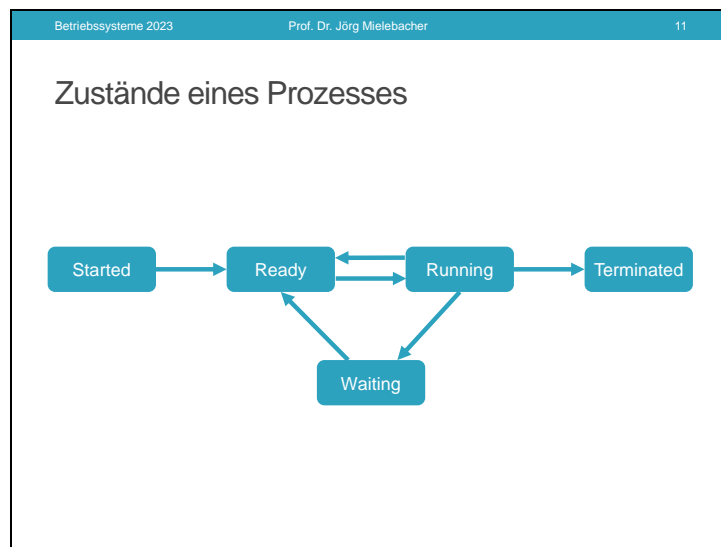 Betriebssysteme 2023 Prof. Dr. Jörg Mielebacher 11
Zustände eines Prozesses
Started Ready Running Terminated
Waiting